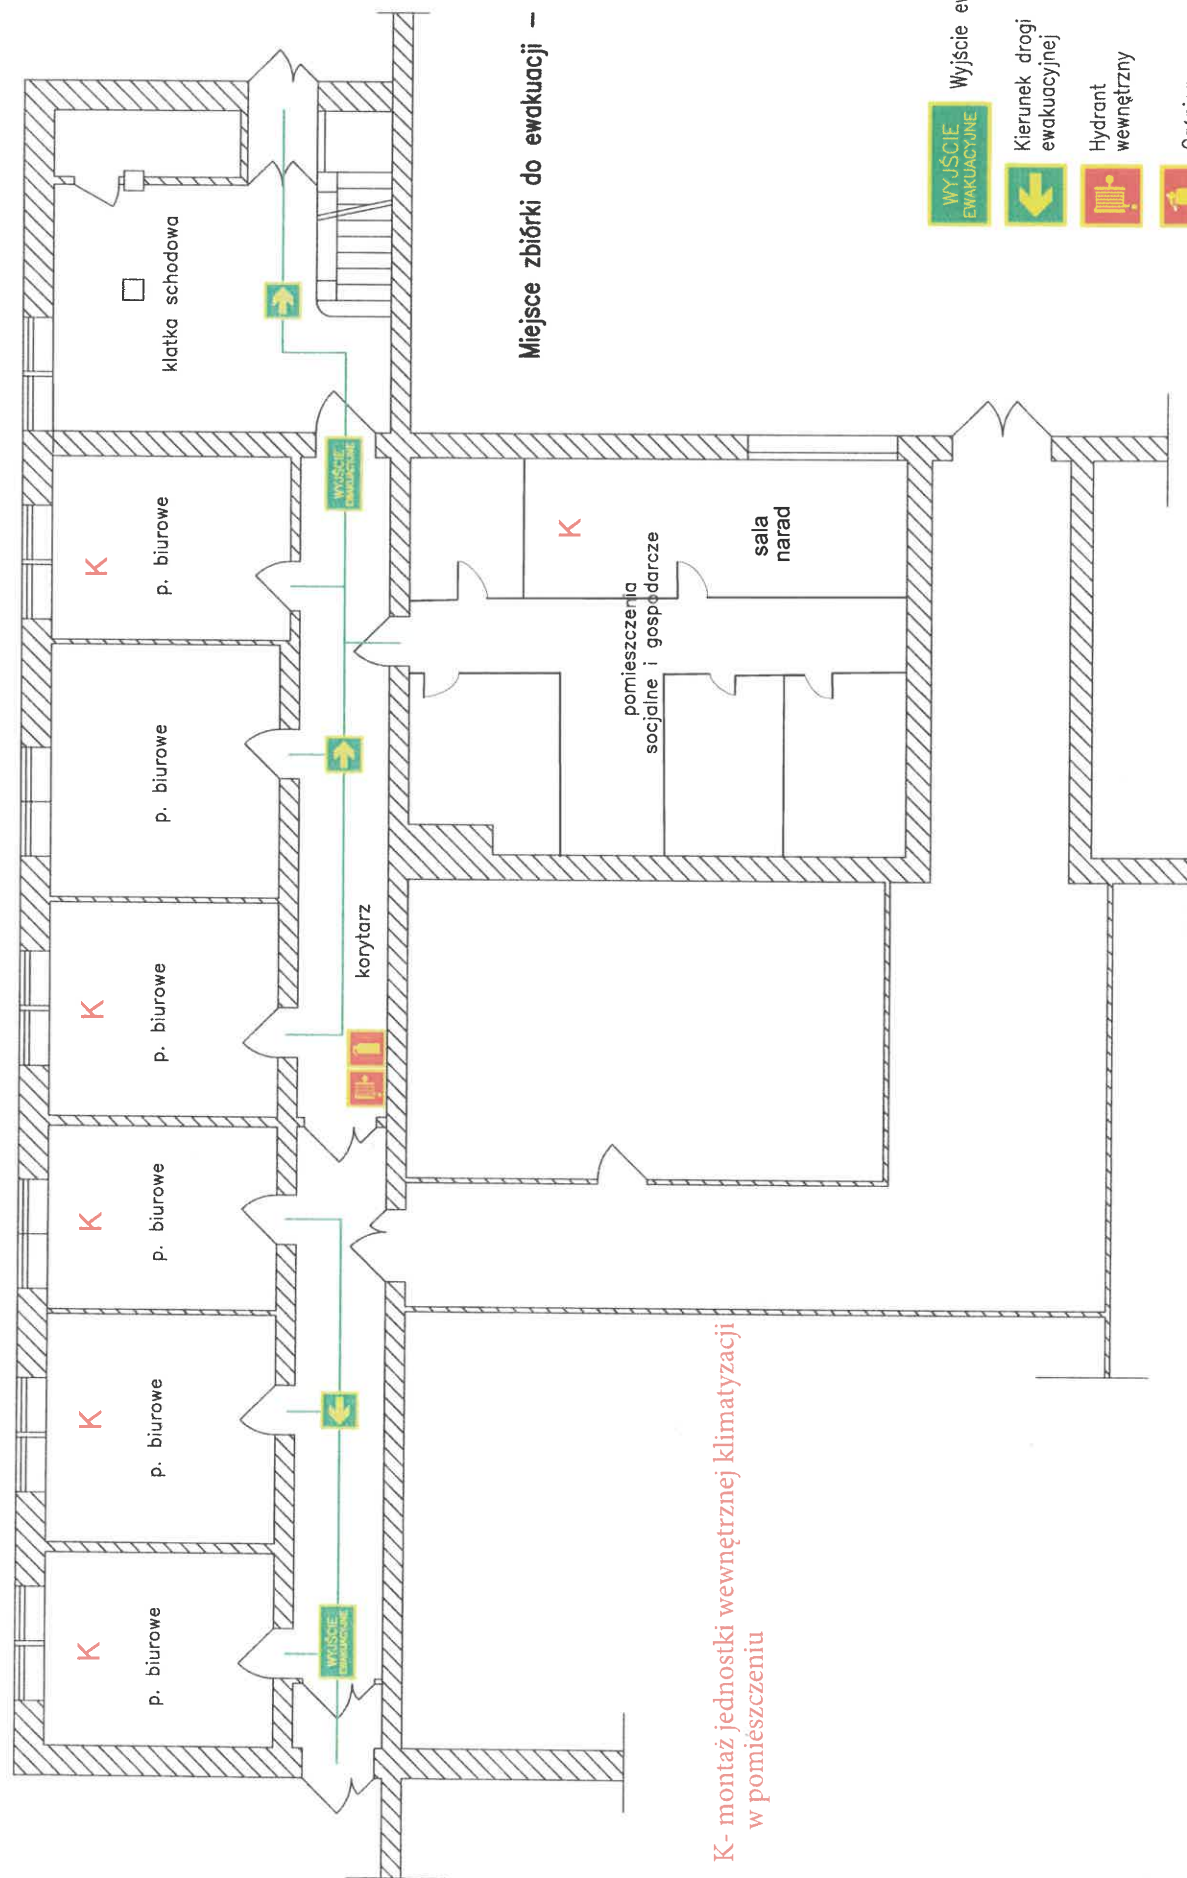 K
K
K
K
K
p. biurowe
p. biurowe
p. biurowe
p. biurowe
p. biurowe
p. biurowe
klatka schodowa
WYJŚCIE
EWAKUACYJNE
WYJŚCIE
EWAKUACYJNE
korytarz
Miejsce zbiórki do ewakuacji –
K
pomieszczenia
socjalne i gospodarcze
sala
narad
K- montaż jednostki wewnętrznej klimatyzacji
w pomieszczeniu
WYJŚCIE
EWAKUACYJNE
Wyjście
Kierunek drogi
ewakuacyjnej
Hydrant
wewnętrzny